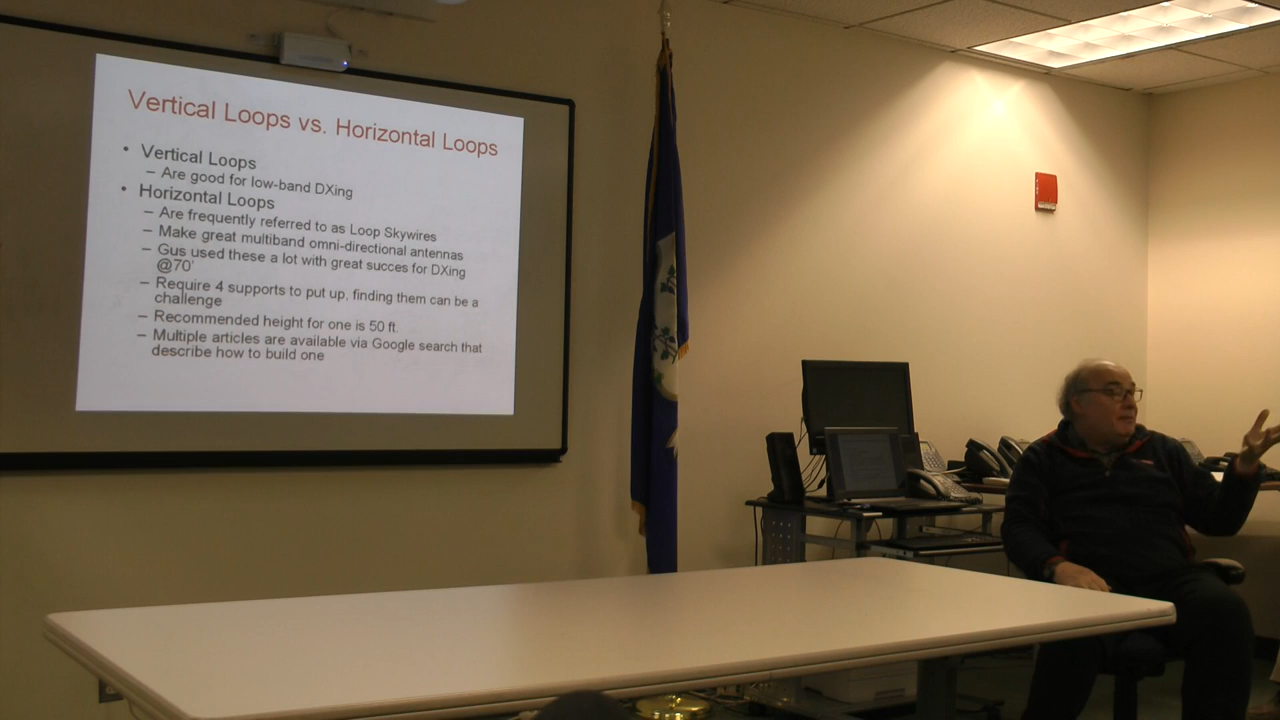 Vertical Loops vs. Horizontal Loops
• Vertical Loops
– Are good for low-band DXing
• Horizontal Loops
– Are frequently referred to as Loop Skywires
– Make great multiband omni-directional antennas
– Gus used these a lot with great succes for DXing
@70'
– Require 4 supports to put up, finding them can be a
challenge
– Recommended height for one is 50 ft.
– Multiple articles are available via Google search that
describe how to build one